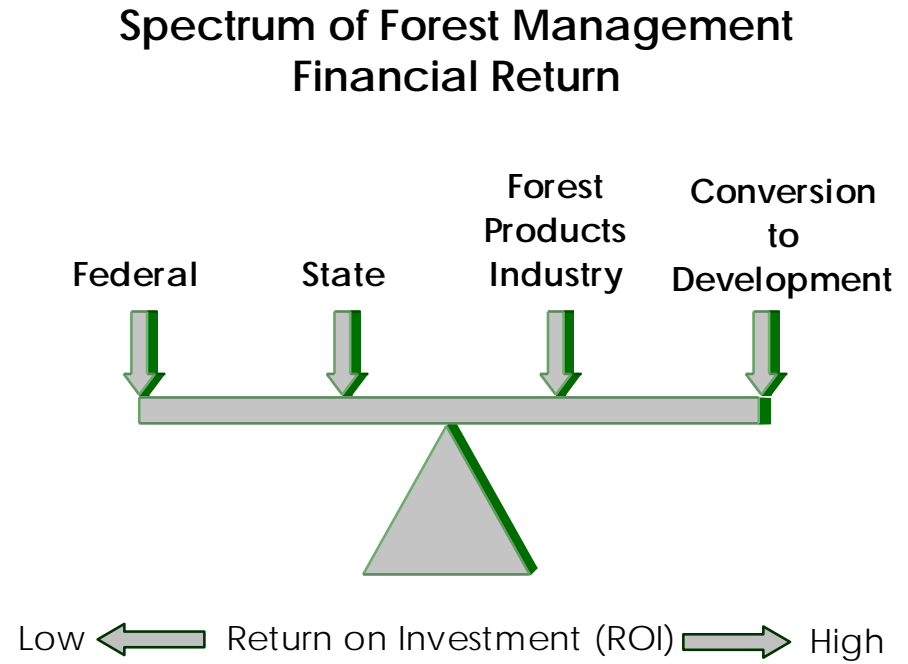 Spectrum of Forest Management
Financial Return
Federal
State
Forest
Products
Industry
Conversion
to
Development
Low Return on Investment (ROI) High